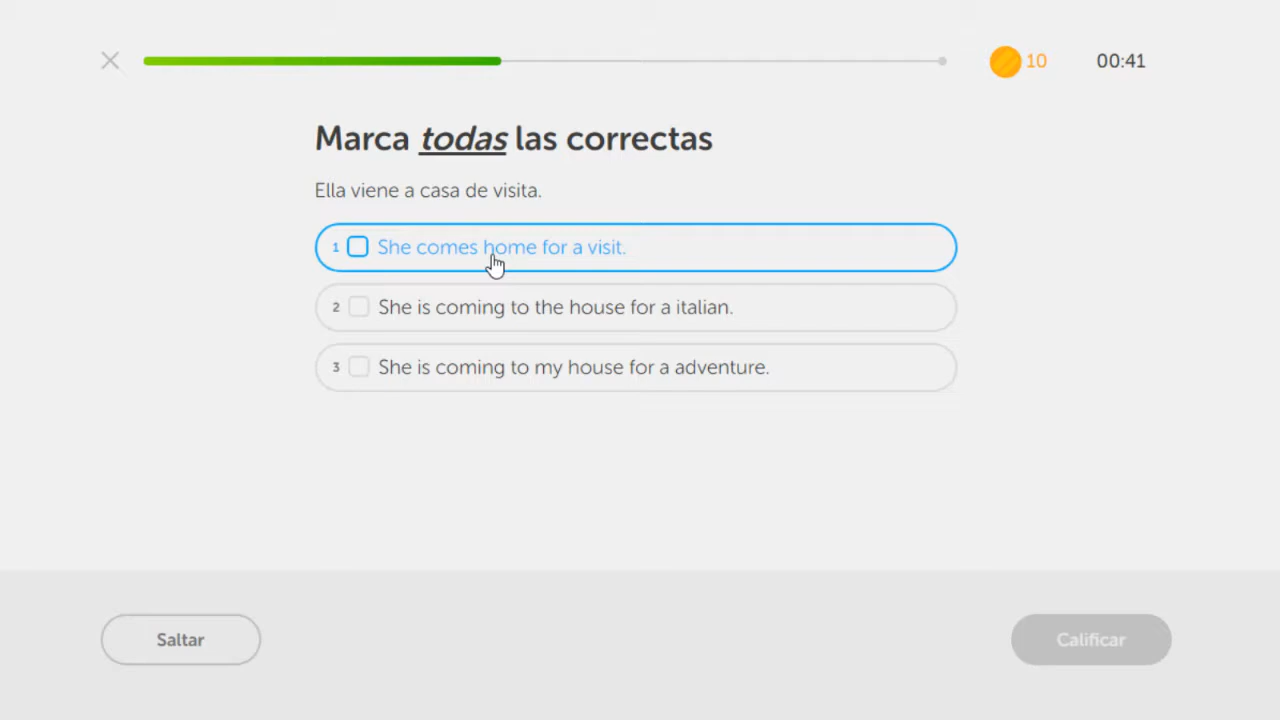 10 00:41
Marca todas las correctas
Ella viene a casa de visita.
1 She comes home for a visit.
2 She is coming to the house for a italian.
3 She is coming to my house for a adventure.
Saltar Calificar